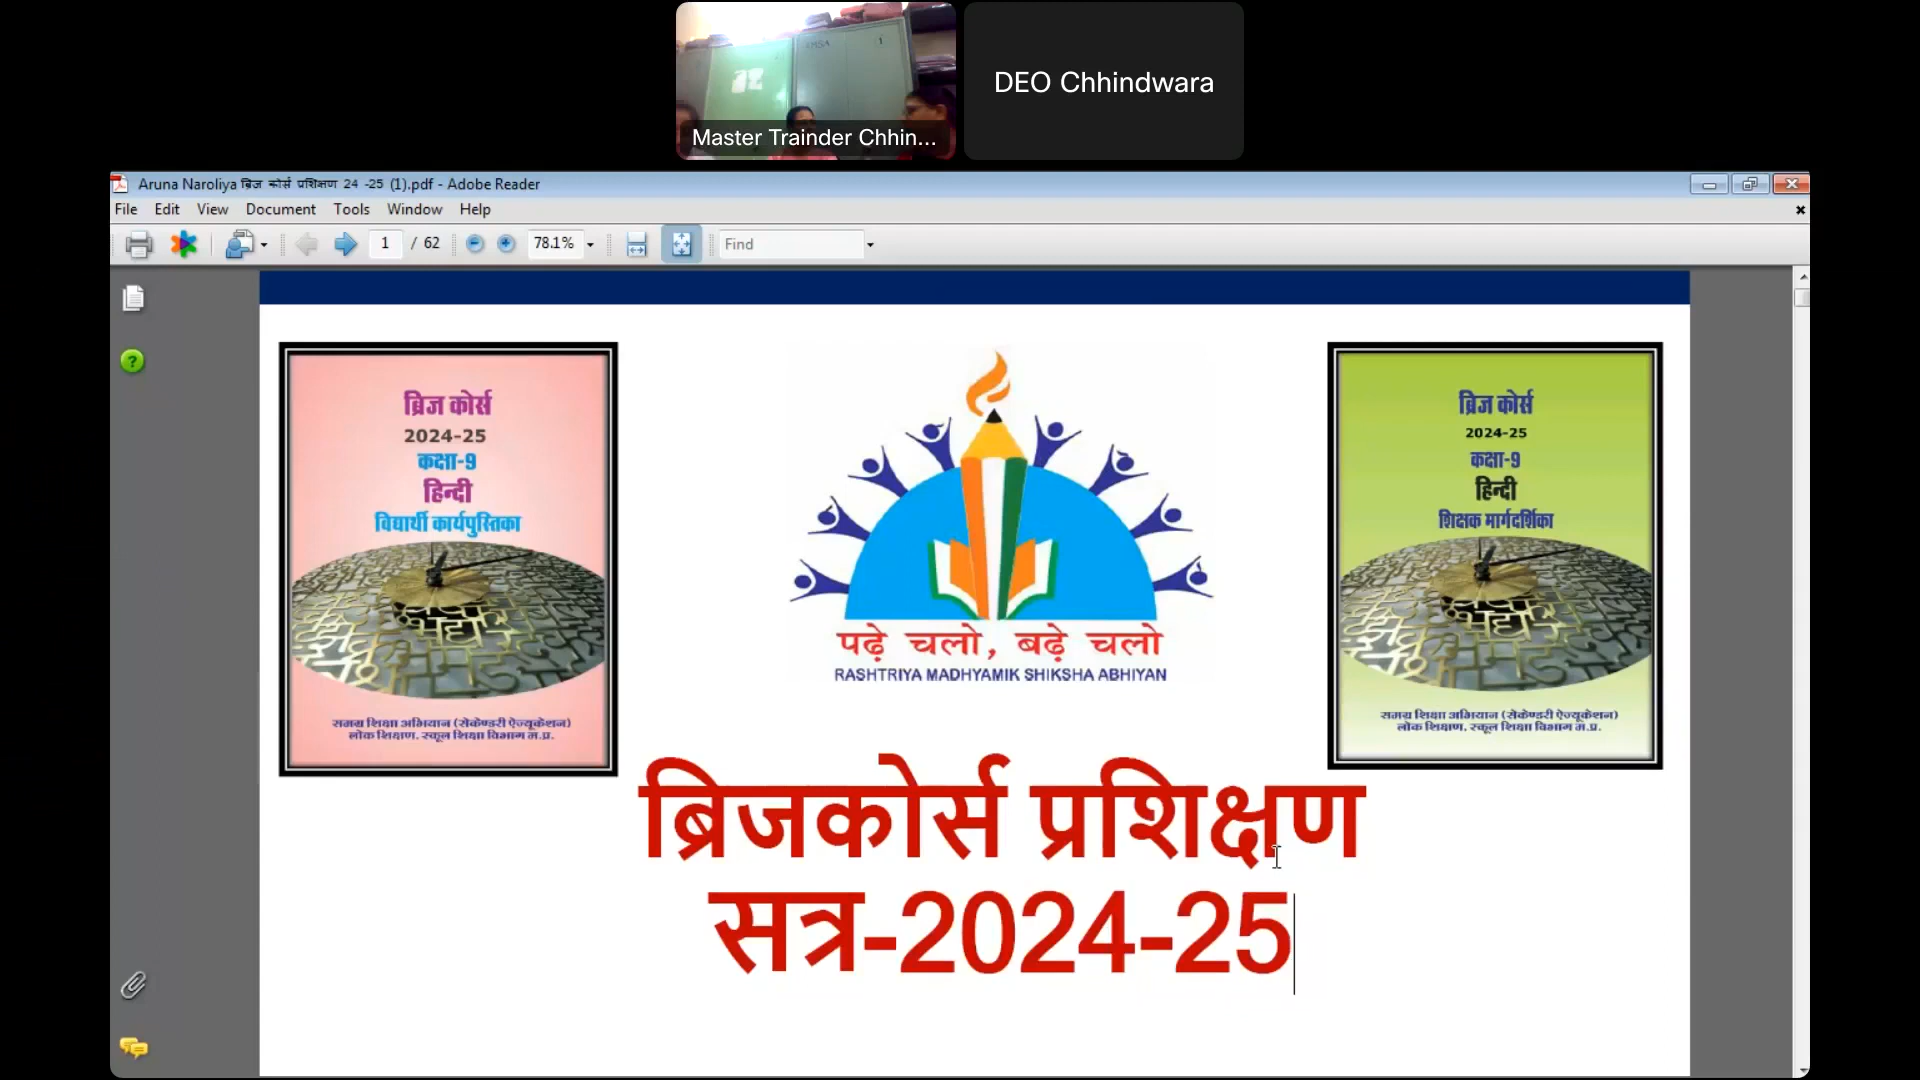 RMSA
1
Master Trainder Chhin...
DEO Chhindwara
Aruna Naroliya ब्रिज कोर्स प्रशिक्षण 24 -25 (1).pdf - Adobe Reader
File Edit View Document Tools Window Help
1 / 62 78.1% Find
ब्रिज कोर्स
2024-25
कक्षा-9
हिन्दी
विद्यार्थी कार्यपुस्तिका
समग्र शिक्षा अभियान (सेकेण्डरी ऐज्यूकेशन)
लोक शिक्षण, स्कूल शिक्षा विभाग म.प्र.
पढ़े चलो, बढ़े चलो
RASHTRIYA MADHYAMIK SHIKSHA ABHIYAN
ब्रिज कोर्स
2024-25
कक्षा-9
हिन्दी
शिक्षक मार्गदर्शिका
समग्र शिक्षा अभियान (सेकेण्डरी ऐज्यूकेशन)
लोक शिक्षण, स्कूल शिक्षा विभाग म.प्र.
ब्रिजकोर्स प्रशिक्षण
सत्र-2024-25